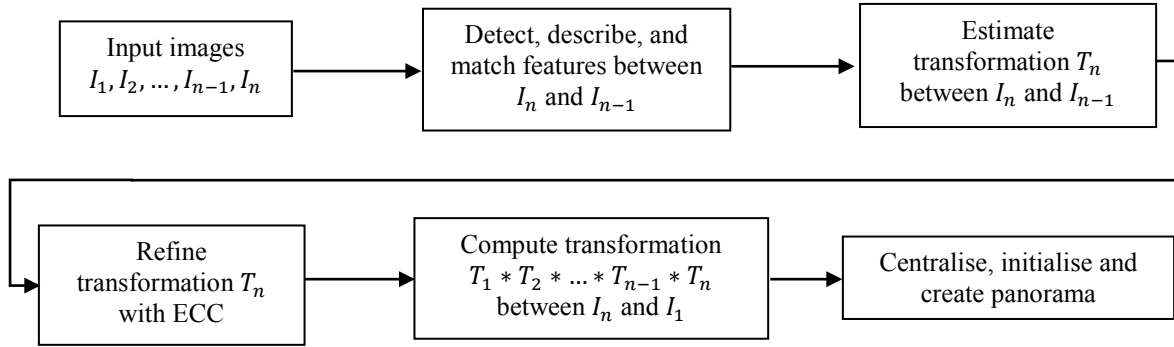 Input images
𝐼₁, 𝐼₂, … , 𝐼ₙ₋₁, 𝐼ₙ
Detect, describe, and
match features between
𝐼ₙ and 𝐼ₙ₋₁
Estimate
transformation 𝑇ₙ
between 𝐼ₙ and 𝐼ₙ₋₁
Refine
transformation 𝑇ₙ
with ECC
Compute transformation
𝑇₁ ∗ 𝑇₂ ∗ … ∗ 𝑇ₙ₋₁ ∗ 𝑇ₙ
between 𝐼ₙ and 𝐼₁
Centralise, initialise and
create panorama